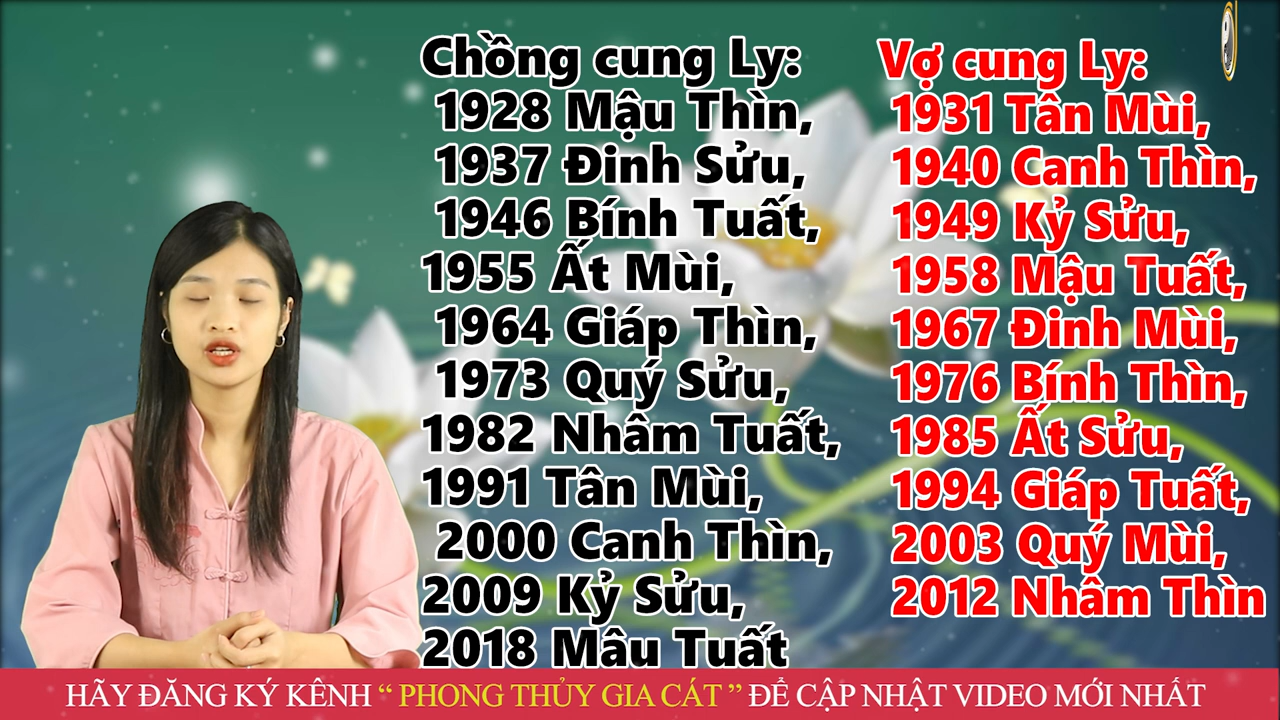 Chồng cung Ly:
1928 Mậu Thìn,
1937 Đinh Sửu,
1946 Bính Tuất,
1955 Ất Mùi,
1964 Giáp Thìn,
1973 Quý Sửu,
1982 Nhâm Tuất,
1991 Tân Mùi,
2000 Canh Thìn,
2009 Kỷ Sửu,
2018 Mậu Tuất
Vợ cung Ly:
1931 Tân Mùi,
1940 Canh Thìn,
1949 Kỷ Sửu,
1958 Mậu Tuất,
1967 Đinh Mùi,
1976 Bính Thìn,
1985 Ất Sửu,
1994 Giáp Tuất,
2003 Quý Mùi,
2012 Nhâm Thìn
HÃY ĐĂNG KÝ KÊNH “ PHONG THỦY GIA CÁT ” ĐỂ CẬP NHẬT VIDEO MỚI NHẤT